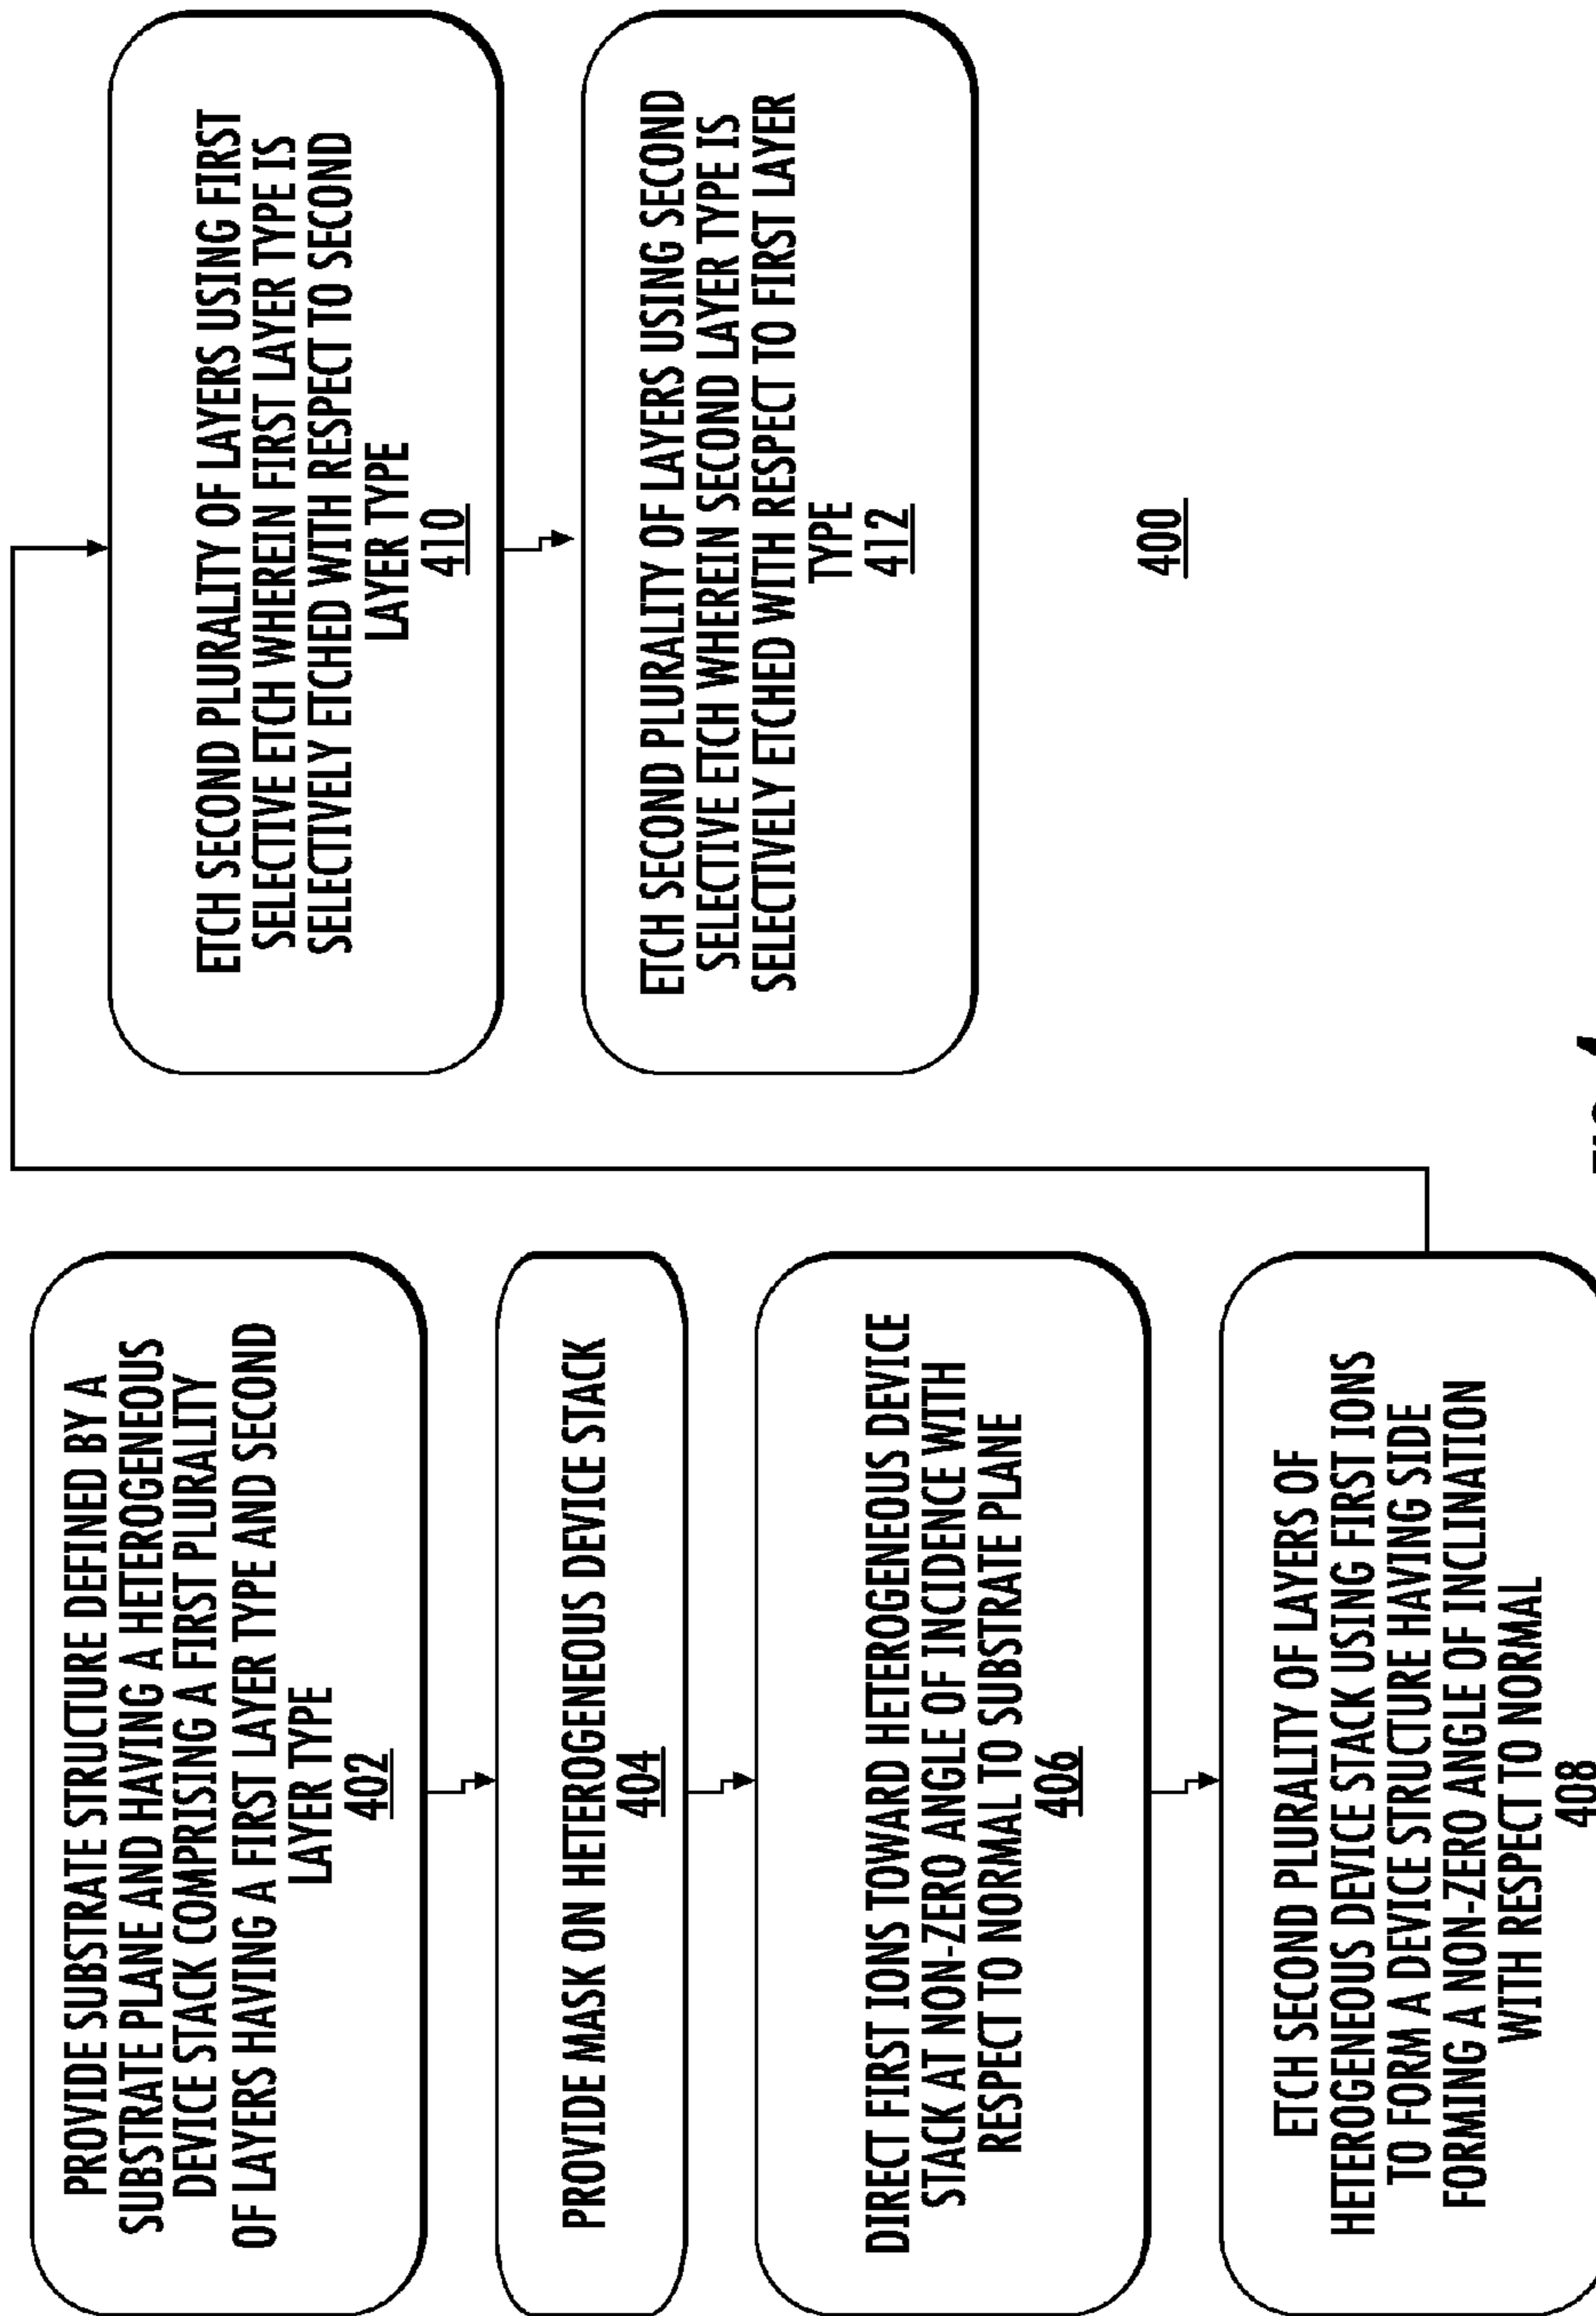 PROVIDE SUBSTRATE STRUCTURE DEFINED BY A
SUBSTRATE PLANE AND HAVING A HETEROGENEOUS
DEVICE STACK COMPRISING A FIRST PLURALITY
OF LAYERS HAVING A FIRST LAYER TYPE AND SECOND
LAYER TYPE
402
PROVIDE MASK ON HETEROGENEOUS DEVICE STACK
404
DIRECT FIRST IONS TOWARD HETEROGENEOUS DEVICE
STACK AT NON-ZERO ANGLE OF INCIDENCE WITH
RESPECT TO NORMAL TO SUBSTRATE PLANE
406
ETCH SECOND PLURALITY OF LAYERS OF
HETEROGENEOUS DEVICE STACK USING FIRST IONS
TO FORM A DEVICE STRUCTURE HAVING SIDE
FORMING A NON-ZERO ANGLE OF INCLINATION
WITH RESPECT TO NORMAL
408
ETCH SECOND PLURALITY OF LAYERS USING FIRST
SELECTIVE ETCH WHEREIN FIRST LAYER TYPE IS
SELECTIVELY ETCHED WITH RESPECT TO SECOND
LAYER TYPE
410
ETCH SECOND PLURALITY OF LAYERS USING SECOND
SELECTIVE ETCH WHEREIN SECOND LAYER TYPE IS
SELECTIVELY ETCHED WITH RESPECT TO FIRST LAYER
TYPE
412
400